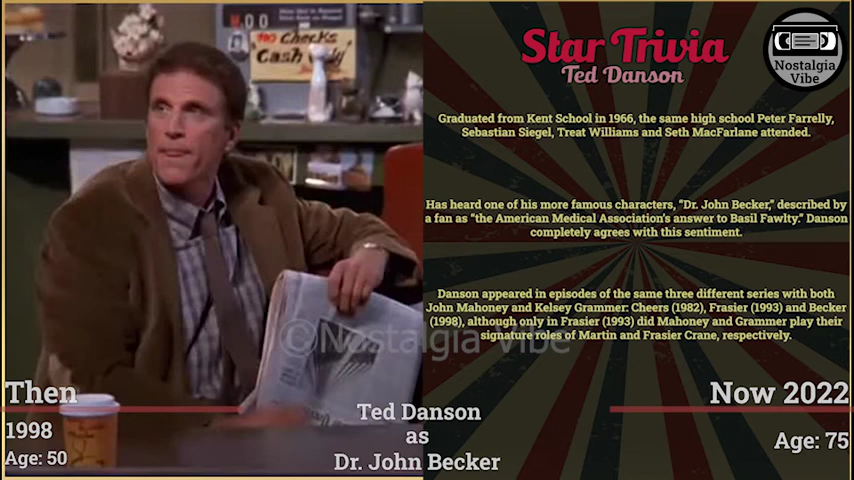 No Checks
Cash Only
Star Trivia
Ted Danson
Nostalgia
Vibe
Graduated from Kent School in 1966, the same high school Peter Farrelly,
Sebastian Siegel, Treat Williams and Seth MacFarlane attended.
Has heard one of his more famous characters, “Dr. John Becker,” described by
a fan as “the American Medical Association’s answer to Basil Fawlty.” Danson
completely agrees with this sentiment.
Danson appeared in episodes of the same three different series with both
John Mahoney and Kelsey Grammer: Cheers (1982), Frasier (1993) and Becker
(1998), although only in Frasier (1993) did Mahoney and Grammer play their
signature roles of Martin and Frasier Crane, respectively.
©Nostalgia Vibe
Then
1998
Age: 50
Ted Danson
as
Dr. John Becker
Now 2022
Age: 75